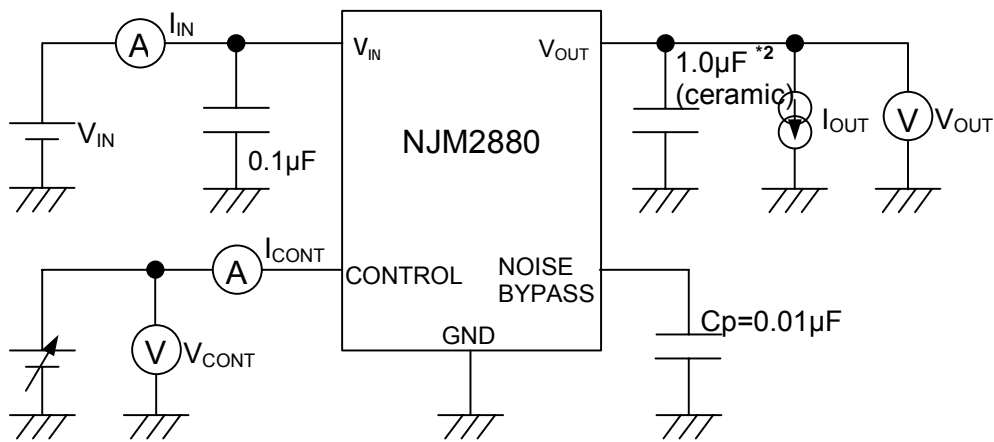 A
I_IN
V_IN
0.1µF
V_IN
V_OUT
NJM2880
1.0µF *2
(ceramic)
I_OUT
V
V_OUT
A
I_CONT
CONTROL
NOISE
BYPASS
GND
V
V_CONT
Cp=0.01µF